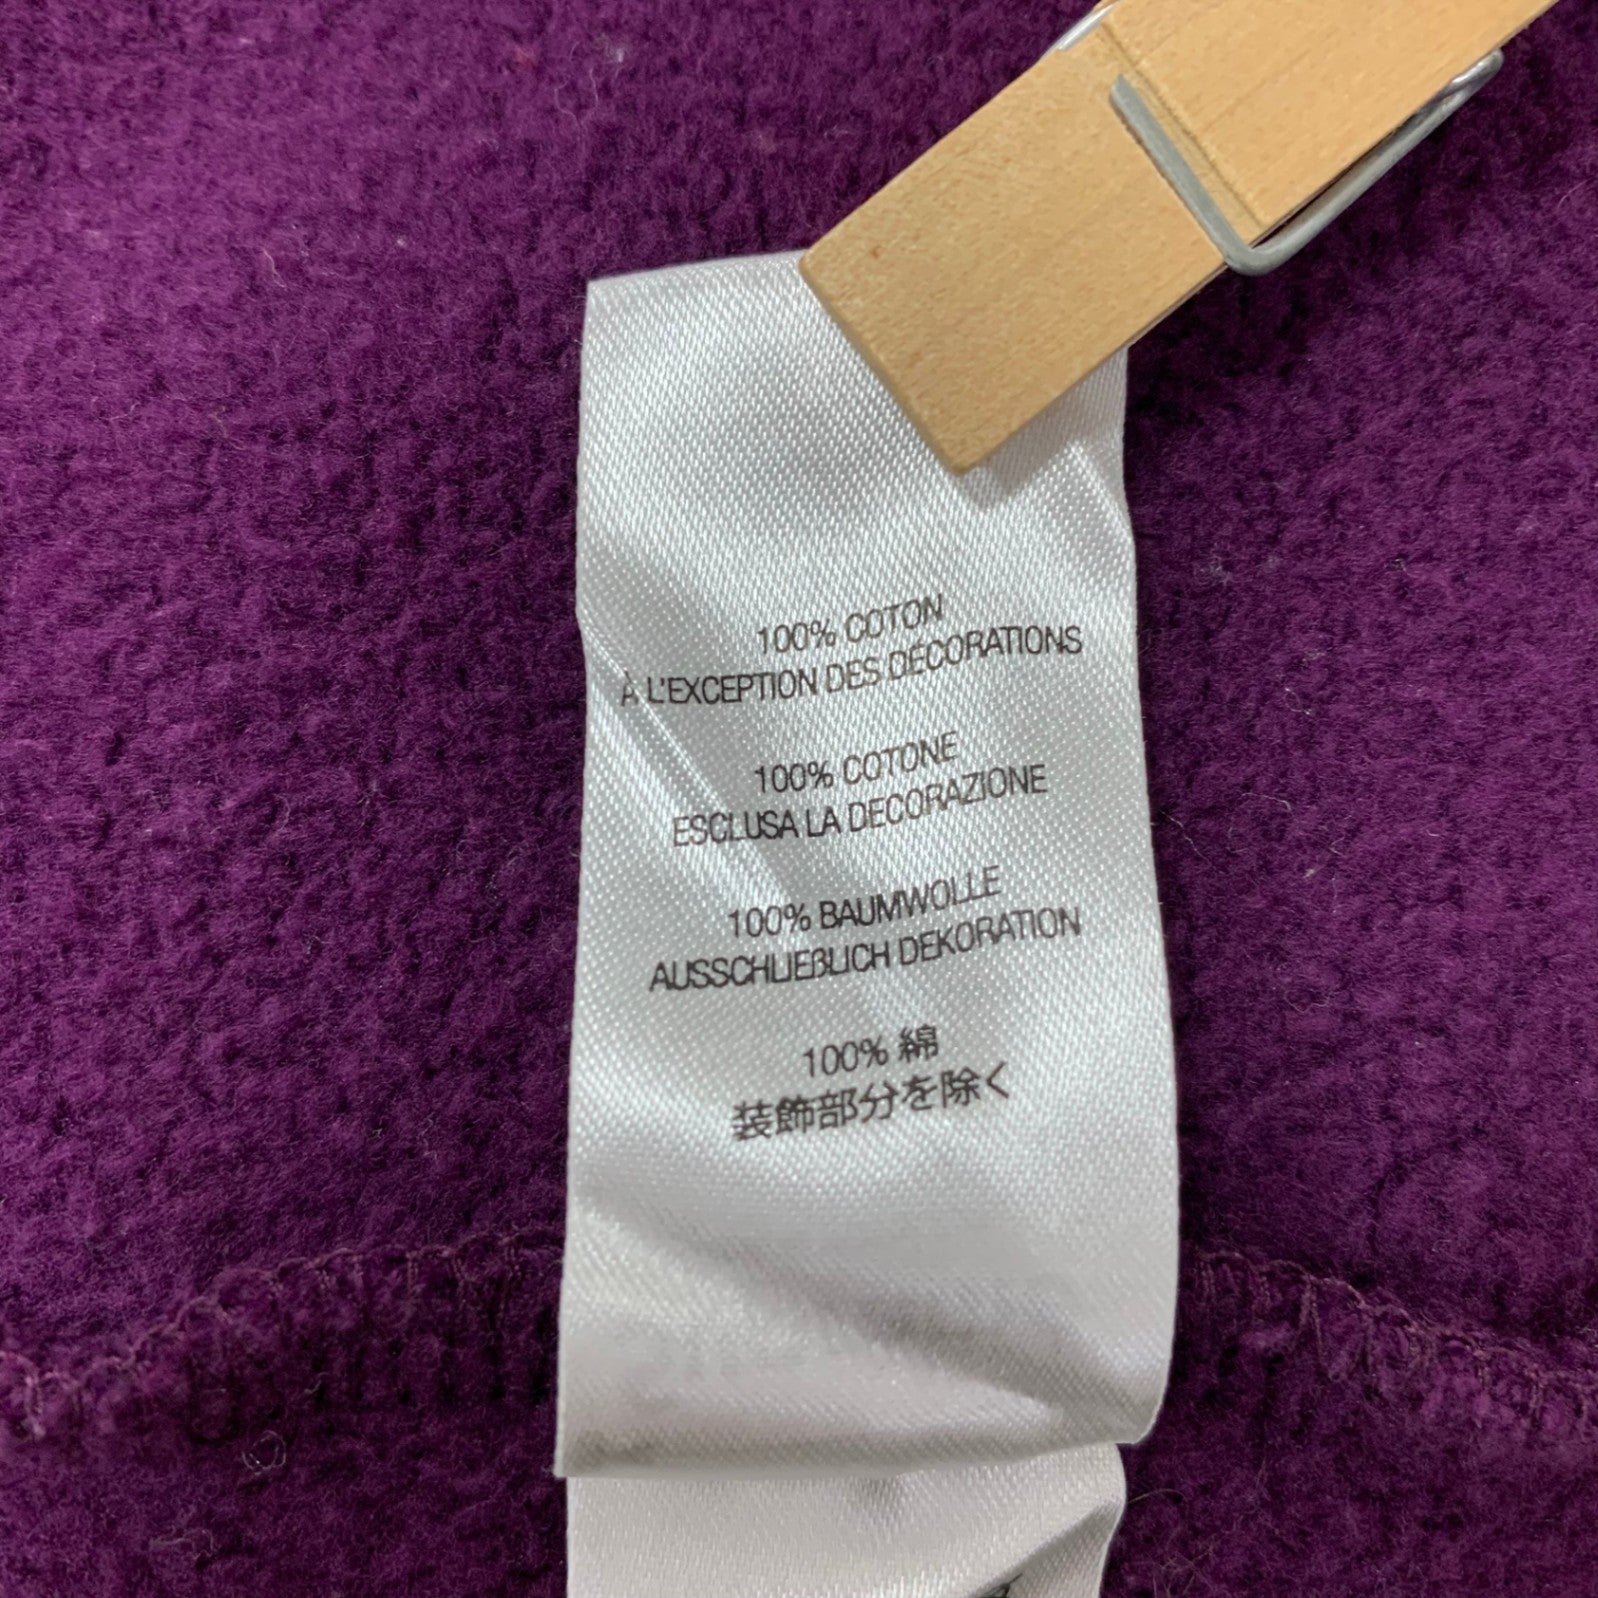 100% COTON
À L'EXCEPTION DES DÉCORATIONS
100% COTONE
ESCLUSA LA DECORAZIONE
100% BAUMWOLLE
AUSSCHLIEßLICH DEKORATION
100% 綿
装飾部分を除く